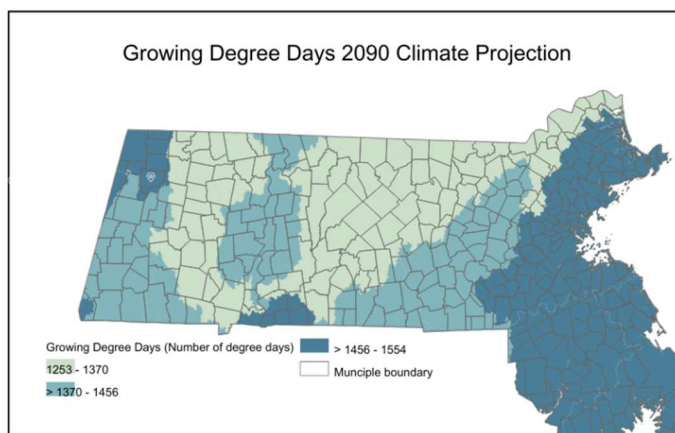 Growing Degree Days 2090 Climate Projection
Growing Degree Days (Number of degree days)
1253 - 1370
> 1370 - 1456
> 1456 - 1554
Munciple boundary